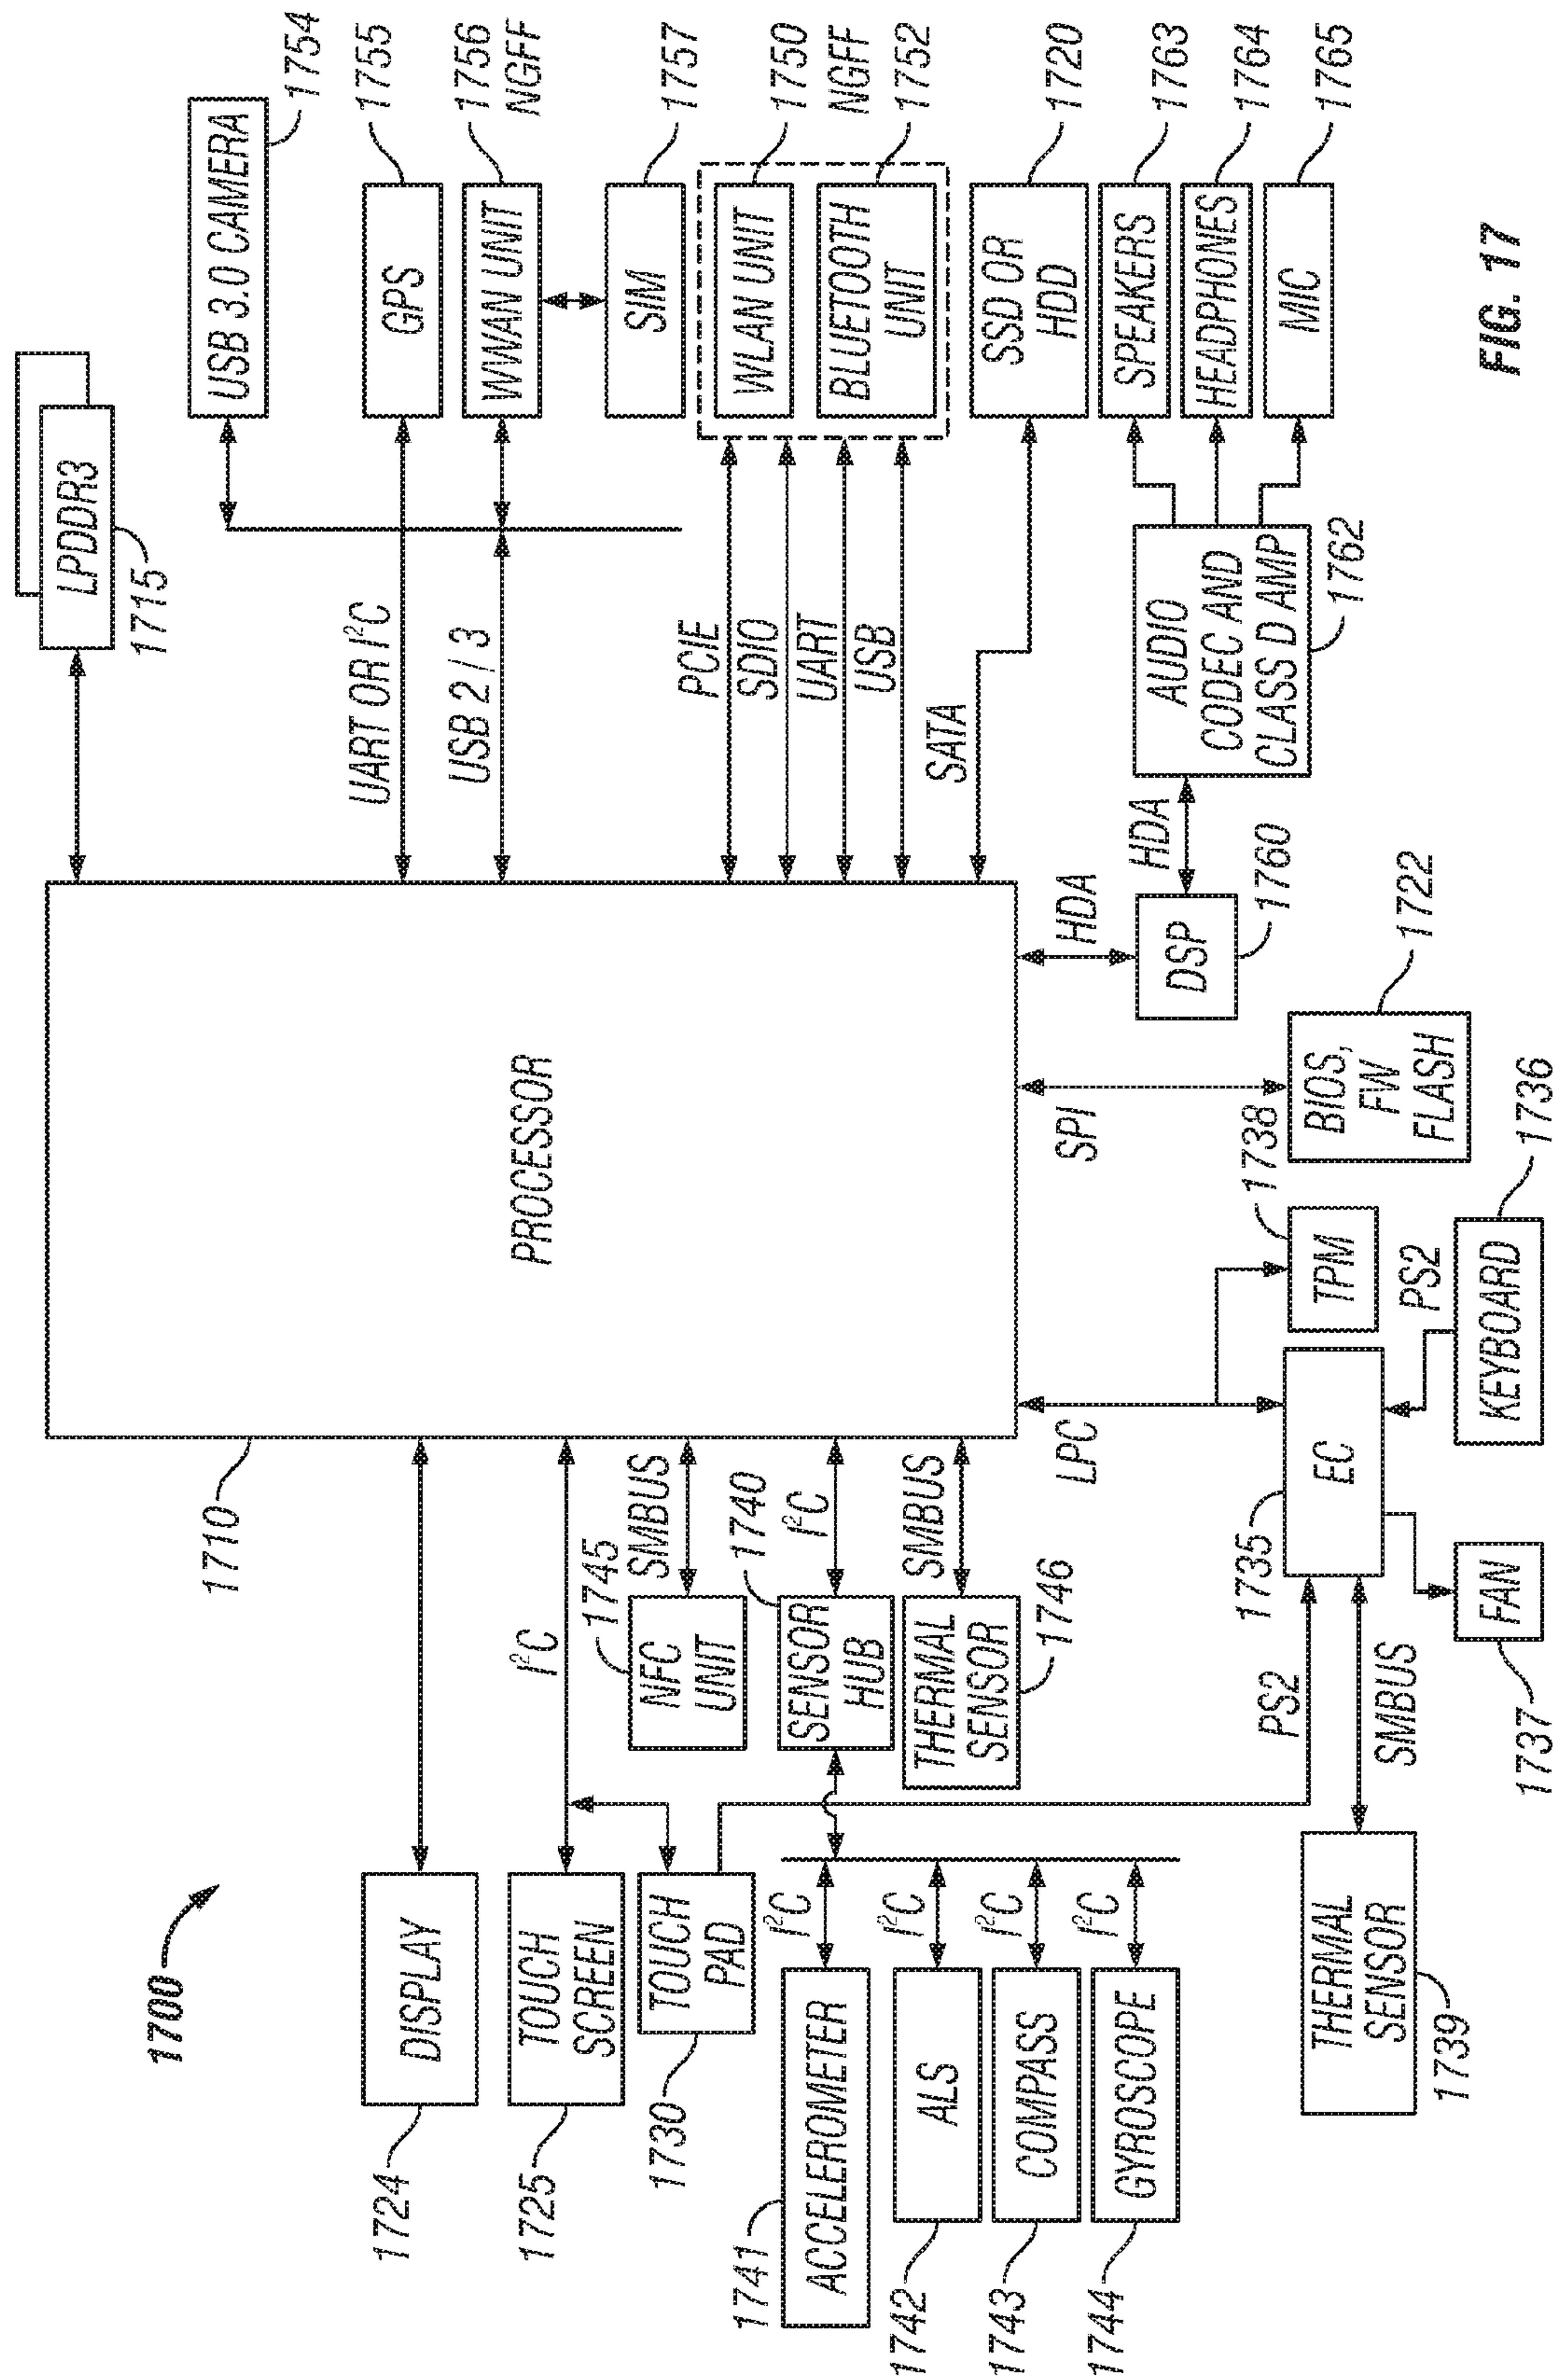 1700
1710
PROCESSOR
LPDDR3
1715
DISPLAY
1724
TOUCH
SCREEN
1725
I²C
TOUCH
PAD
1730
NFC
UNIT
1745
SMBUS
SENSOR
HUB
1740
I²C
THERMAL
SENSOR
1746
SMBUS
ACCELEROMETER
1741
I²C
ALS
1742
I²C
COMPASS
1743
I²C
GYROSCOPE
1744
I²C
THERMAL
SENSOR
1739
SMBUS
PS2
FAN
1737
EC
1735
LPC
KEYBOARD
1736
PS2
TPM
1738
BIOS,
FW
FLASH
1722
SPI
DSP
1760
HDA
HDA
AUDIO
CODEC AND
CLASS D AMP
1762
USB 3.0 CAMERA
1754
GPS
1755
UART OR I²C
WWAN UNIT
1756
NGFF
USB 2 / 3
SIM
1757
WLAN UNIT
1750
NGFF
BLUETOOTH
UNIT
1752
PCIE
SDIO
UART
USB
SSD OR
HDD
1720
SATA
SPEAKERS
1763
HEADPHONES
1764
MIC
1765
FIG. 17